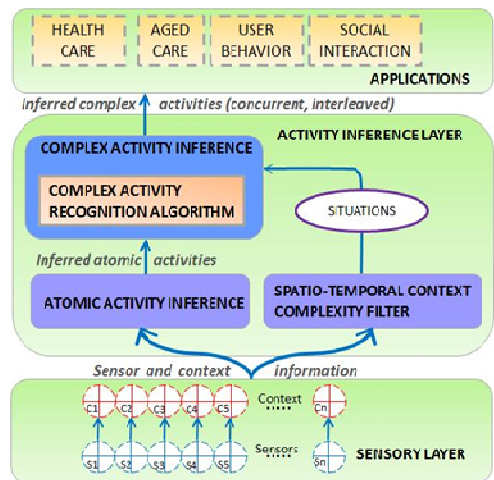 HEALTH CARE
AGED CARE
USER BEHAVIOR
SOCIAL INTERACTION
APPLICATIONS
Inferred complex activities (concurrent, interleaved)
ACTIVITY INFERENCE LAYER
COMPLEX ACTIVITY INFERENCE
COMPLEX ACTIVITY
RECOGNITION ALGORITHM
SITUATIONS
Inferred atomic activities
ATOMIC ACTIVITY INFERENCE
SPATIO-TEMPORAL CONTEXT
COMPLEXITY FILTER
Sensor and context information
C1 C2 C3 C4 C5 Context Cn
S1 S2 S3 S4 S5 Sensors Sn
SENSORY LAYER